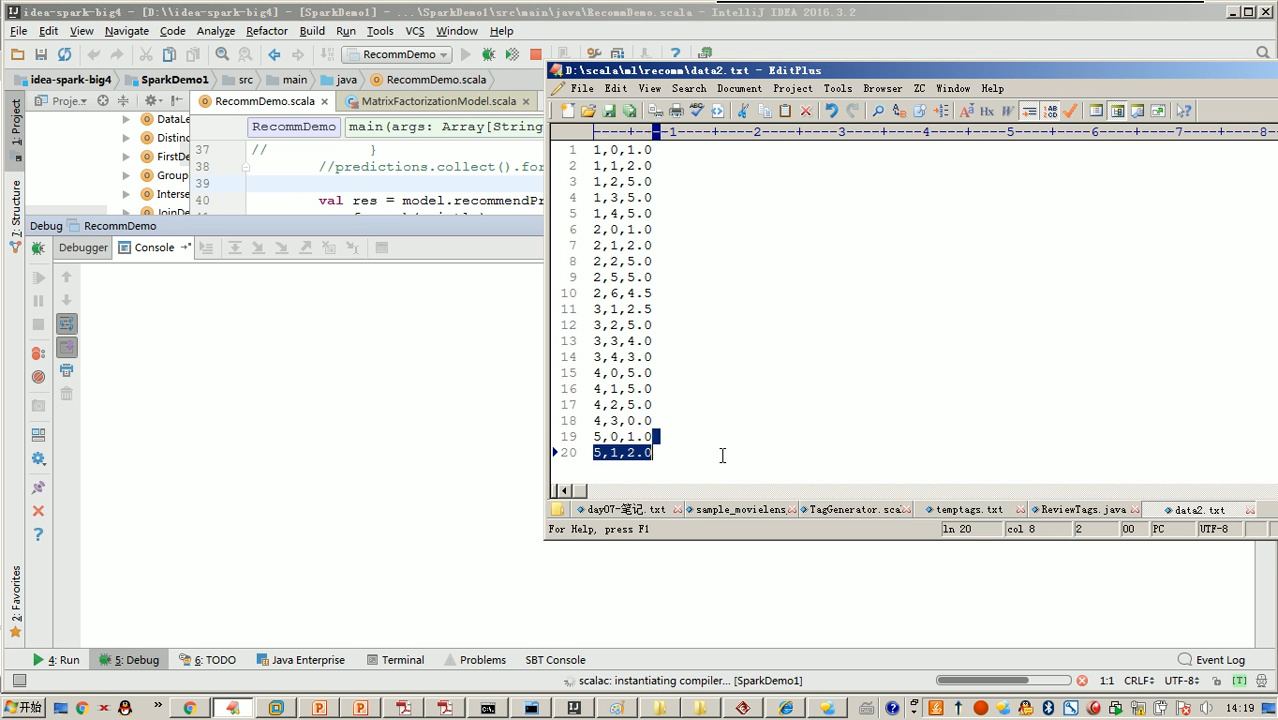 idea-spark-big4 - [D:\\idea-spark-big4] - [SparkDemo1] - ...\SparkDemo1\src\main\java\RecommDemo.scala - IntelliJ IDEA 2016.3.2
File Edit View Navigate Code Analyze Refactor Build Run Tools VCS Window Help
RecommDemo
idea-spark-big4 SparkDemo1 src main java RecommDemo.scala
1: Project
Proje...
RecommDemo.scala
MatrixFactorizationModel.scala
DataLe
RecommDemo main(args: Array[String
Distinc
37 // }
FirstDe
38 //predictions.collect().for
Group
39
Interse
40 val res = model.recommendPr
JoinDe
7: Structure
Debug RecommDemo
Debugger Console
2: Favorites
D:\scala\ml\recomm\data2.txt - EditPlus
File Edit View Search Document Project Tools Browser ZC Window Help
----+----1----+----2----+----3----+----4----+----5----+----6----+----7----+----8-
1 1,0,1.0
2 1,1,2.0
3 1,2,5.0
4 1,3,5.0
5 1,4,5.0
6 2,0,1.0
7 2,1,2.0
8 2,2,5.0
9 2,5,5.0
10 2,6,4.5
11 3,1,2.5
12 3,2,5.0
13 3,3,4.0
14 3,4,3.0
15 4,0,5.0
16 4,1,5.0
17 4,2,5.0
18 4,3,0.0
19 5,0,1.0
20 5,1,2.0
day07-笔记.txt sample_movielens TagGenerator.sca temptags.txt ReviewTags.java data2.txt
For Help, press F1 ln 20 col 8 2 00 PC UTF-8
4: Run 5: Debug 6: TODO Java Enterprise Terminal Problems SBT Console Event Log
scalac: instantiating compiler... [SparkDemo1] 1:1 CRLF UTF-8
开始 14:19